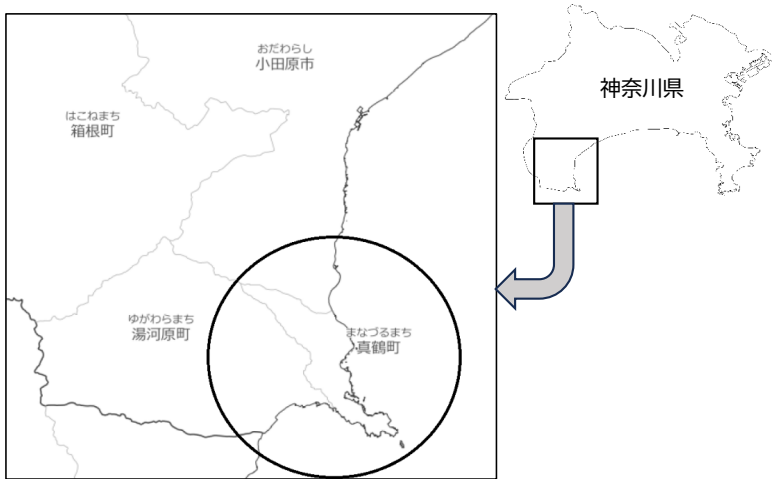 おだわらし
小田原市
はこねまち
箱根町
ゆがわらまち
湯河原町
まなづるまち
真鶴町
神奈川県